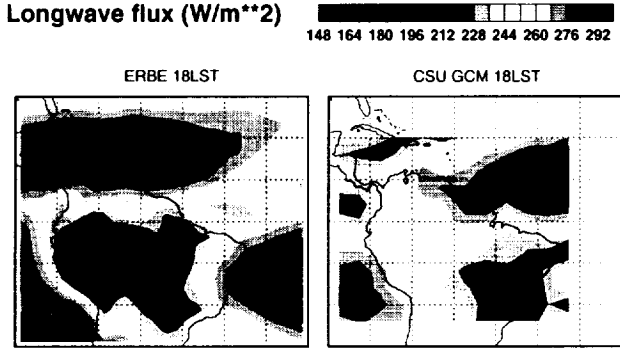 Longwave flux (W/m**2)
148 164 180 196 212 228 244 260 276 292
ERBE 18LST
CSU GCM 18LST